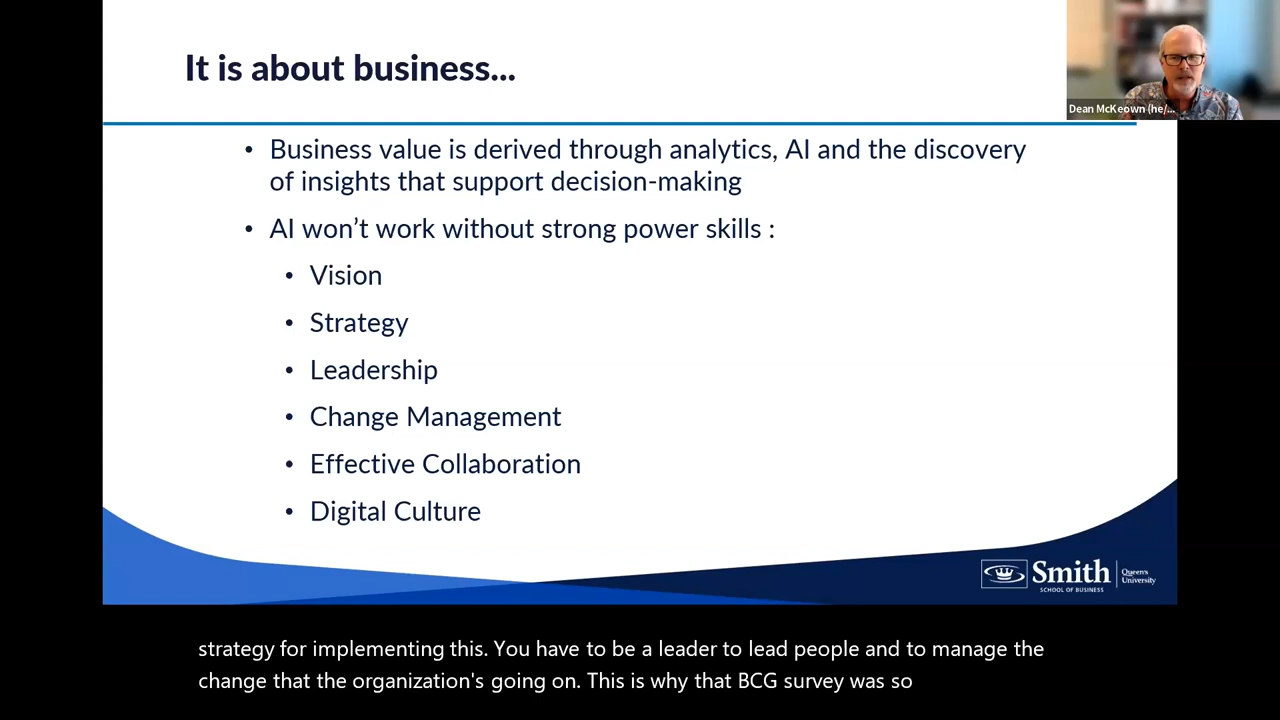 It is about business...
Dean McKeown (he/...
• Business value is derived through analytics, AI and the discovery
of insights that support decision-making
• AI won’t work without strong power skills :
• Vision
• Strategy
• Leadership
• Change Management
• Effective Collaboration
• Digital Culture
Smith
SCHOOL OF BUSINESS
Queen's
University
strategy for implementing this. You have to be a leader to lead people and to manage the
change that the organization's going on. This is why that BCG survey was so